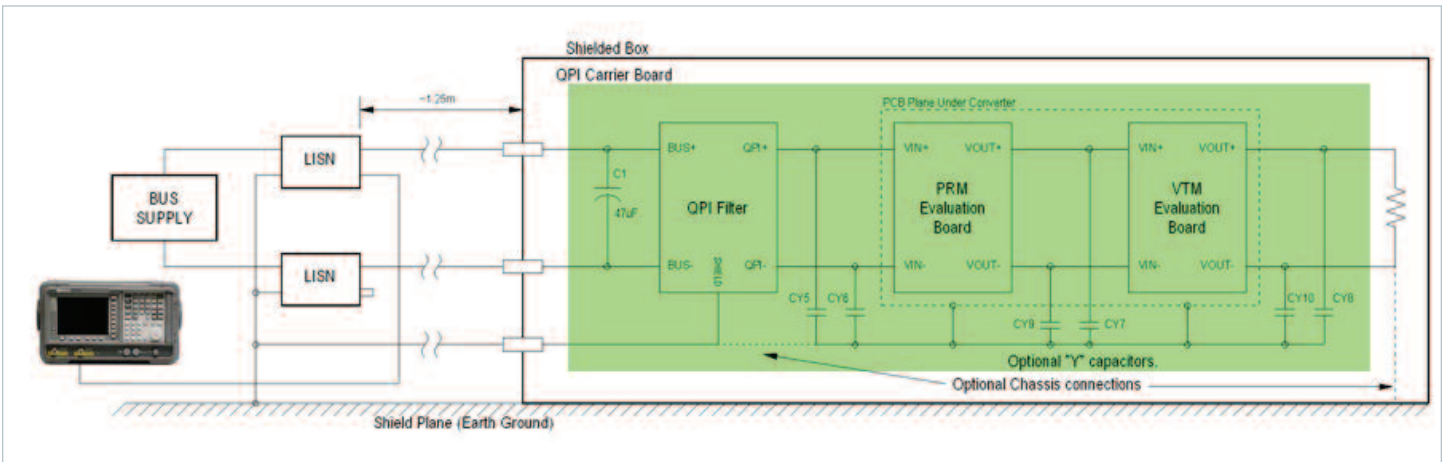 Shielded Box
QPI Carrier Board
~1.25m
PCB Plane Under Converter
LISN
BUS+
QPI+
VIN+
VOUT+
VIN+
VOUT+
C1
47uF
BUS
SUPPLY
QPI Filter
PRM
Evaluation
Board
VTM
Evaluation
Board
LISN
BUS-
SHIELD
QPI-
VIN-
VOUT-
VIN-
VOUT-
CY5
CY6
CY9
CY7
CY10
CY8
Optional "Y" capacitors.
Optional Chassis connections
Shield Plane (Earth Ground)